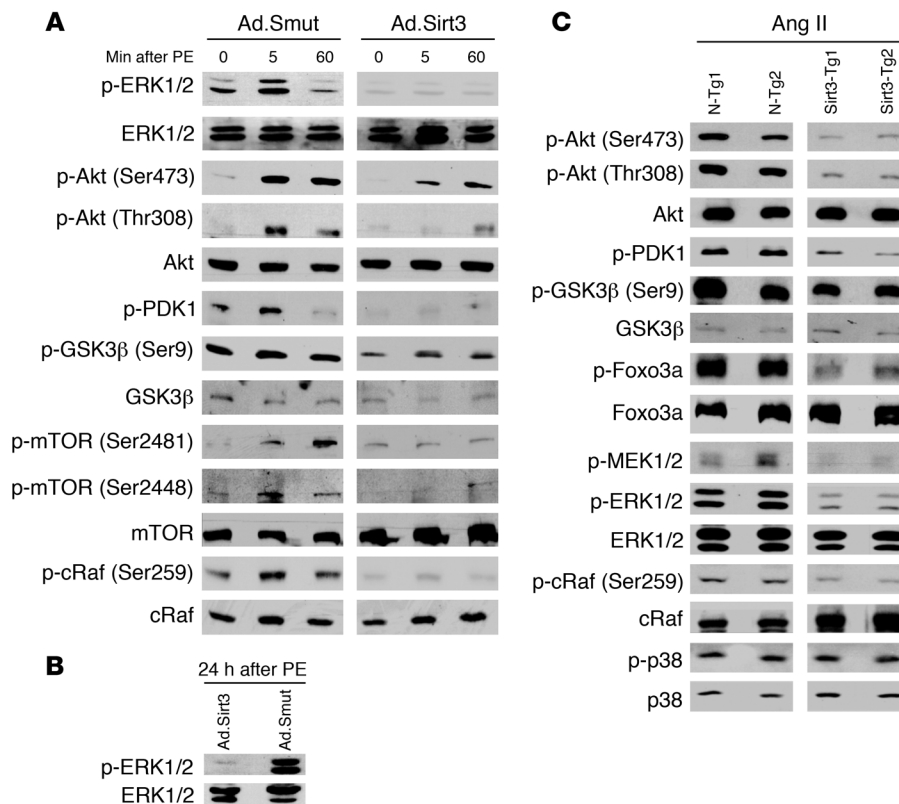 A
Ad.Smut Ad.Sirt3
Min after PE 0 5 60 0 5 60
p-ERK1/2
ERK1/2
p-Akt (Ser473)
p-Akt (Thr308)
Akt
p-PDK1
p-GSK3β (Ser9)
GSK3β
p-mTOR (Ser2481)
p-mTOR (Ser2448)
mTOR
p-cRaf (Ser259)
cRaf
B
24 h after PE
Ad.Sirt3 Ad.Smut
p-ERK1/2
ERK1/2
C
Ang II
N-Tg1 N-Tg2 Sirt3-Tg1 Sirt3-Tg2
p-Akt (Ser473)
p-Akt (Thr308)
Akt
p-PDK1
p-GSK3β (Ser9)
GSK3β
p-Foxo3a
Foxo3a
p-MEK1/2
p-ERK1/2
ERK1/2
p-cRaf (Ser259)
cRaf
p-p38
p38